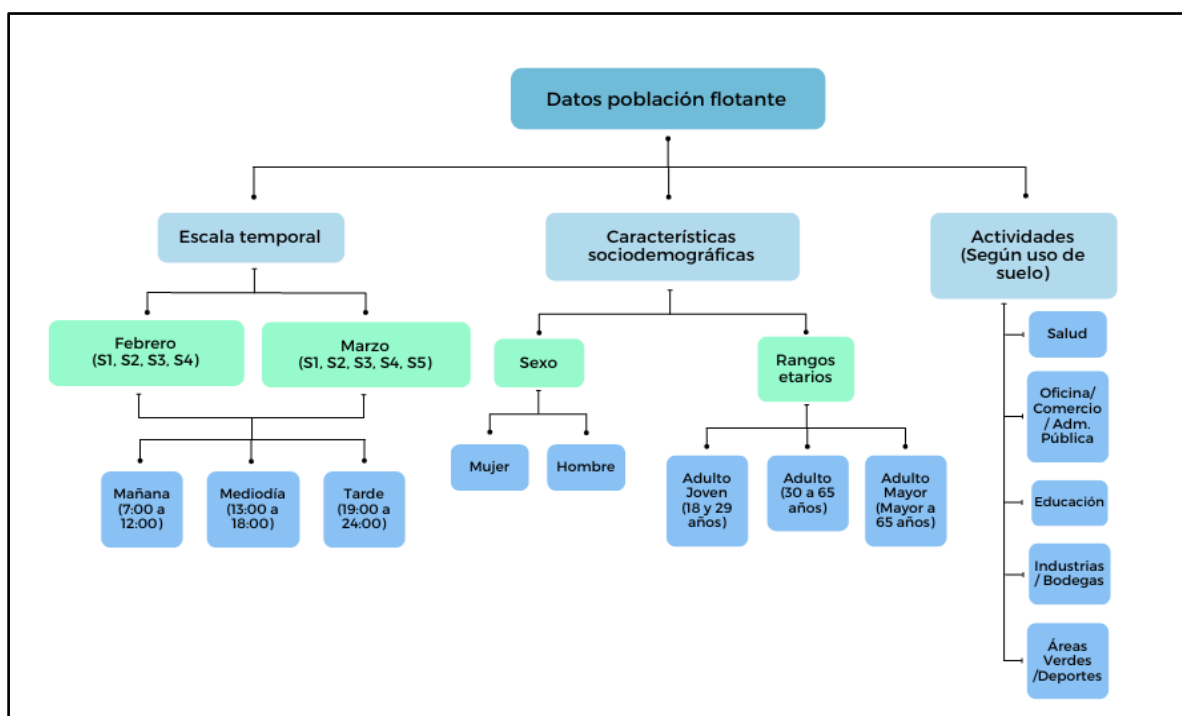 Datos población flotante
Escala temporal
Características
sociodemográficas
Actividades
(Según uso de
suelo)
Febrero
(S1, S2, S3, S4)
Marzo
(S1, S2, S3, S4, S5)
Sexo
Rangos
etarios
Mañana
(7:00 a
12:00)
Mediodía
(13:00 a
18:00)
Tarde
(19:00 a
24:00)
Mujer
Hombre
Adulto
Joven
(18 y 29
años)
Adulto
(30 a 65
años)
Adulto
Mayor
(Mayor a
65 años)
Salud
Oficina/
Comercio
/ Adm.
Pública
Educación
Industrias
/ Bodegas
Áreas
Verdes
/Deportes